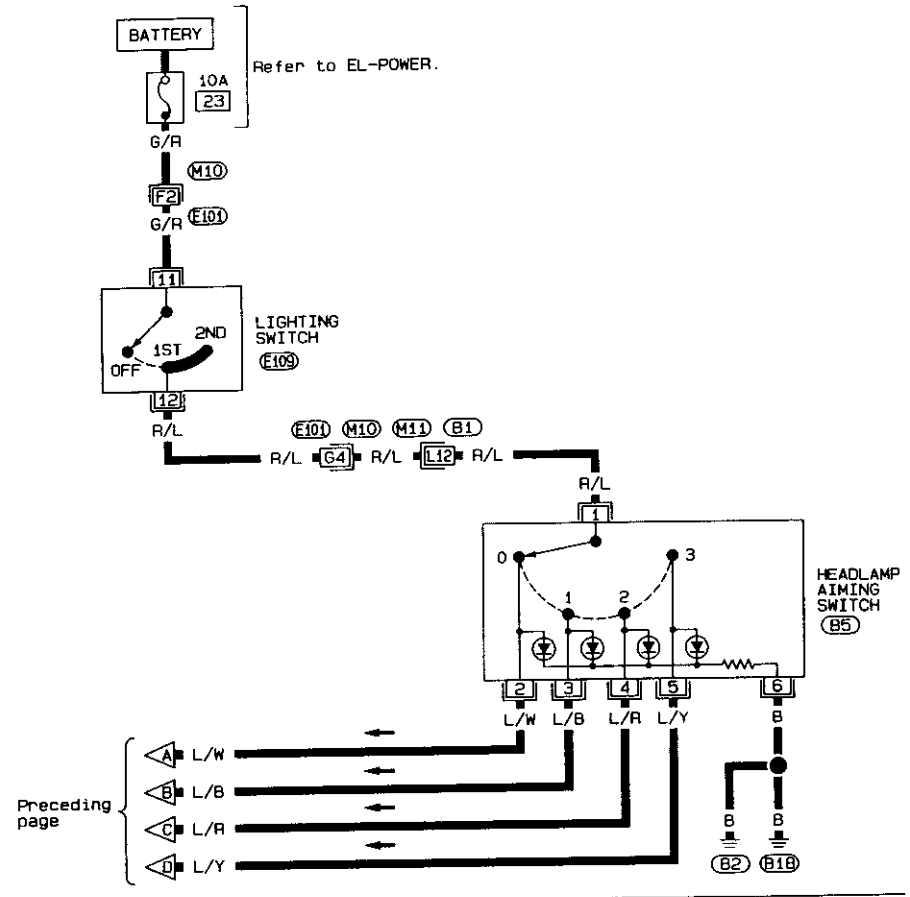 BATTERY
Refer to EL-POWER.
10A
23
G/R
M10
F2
E101
G/R
11
LIGHTING
SWITCH
E109
2ND
1ST
OFF
12
R/L
E101 M10 M11 B1
R/L G4 R/L L12 R/L
R/L
1
0 3
1 2
HEADLAMP
AIMING
SWITCH
B5
2 3 4 5 6
L/W L/B L/R L/Y B
A L/W
B L/B
Preceding
page
C L/R
D L/Y
B B
B2 B18